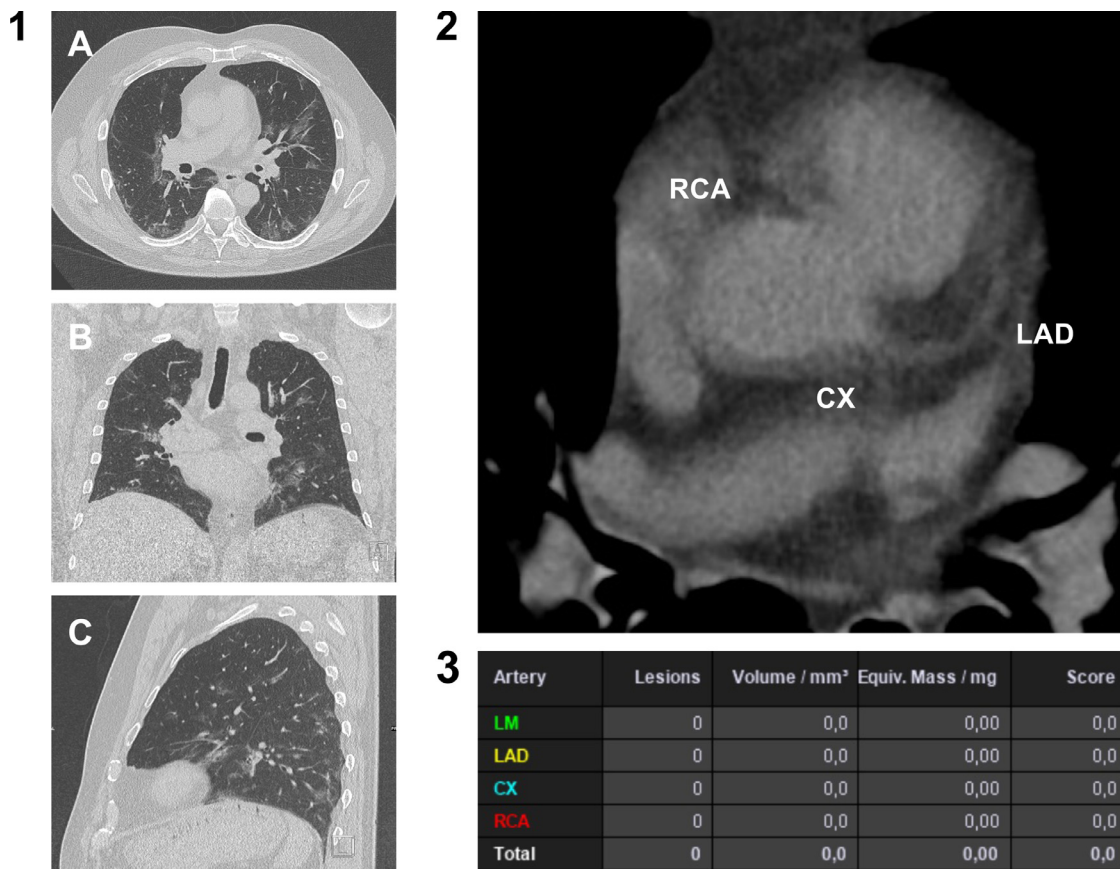 1
A
B
C
2
RCA
LAD
CX
3
Artery Lesions Volume / mm³ Equiv. Mass / mg Score
LM 0 0,0 0,00 0,0
LAD 0 0,0 0,00 0,0
CX 0 0,0 0,00 0,0
RCA 0 0,0 0,00 0,0
Total 0 0,0 0,00 0,0